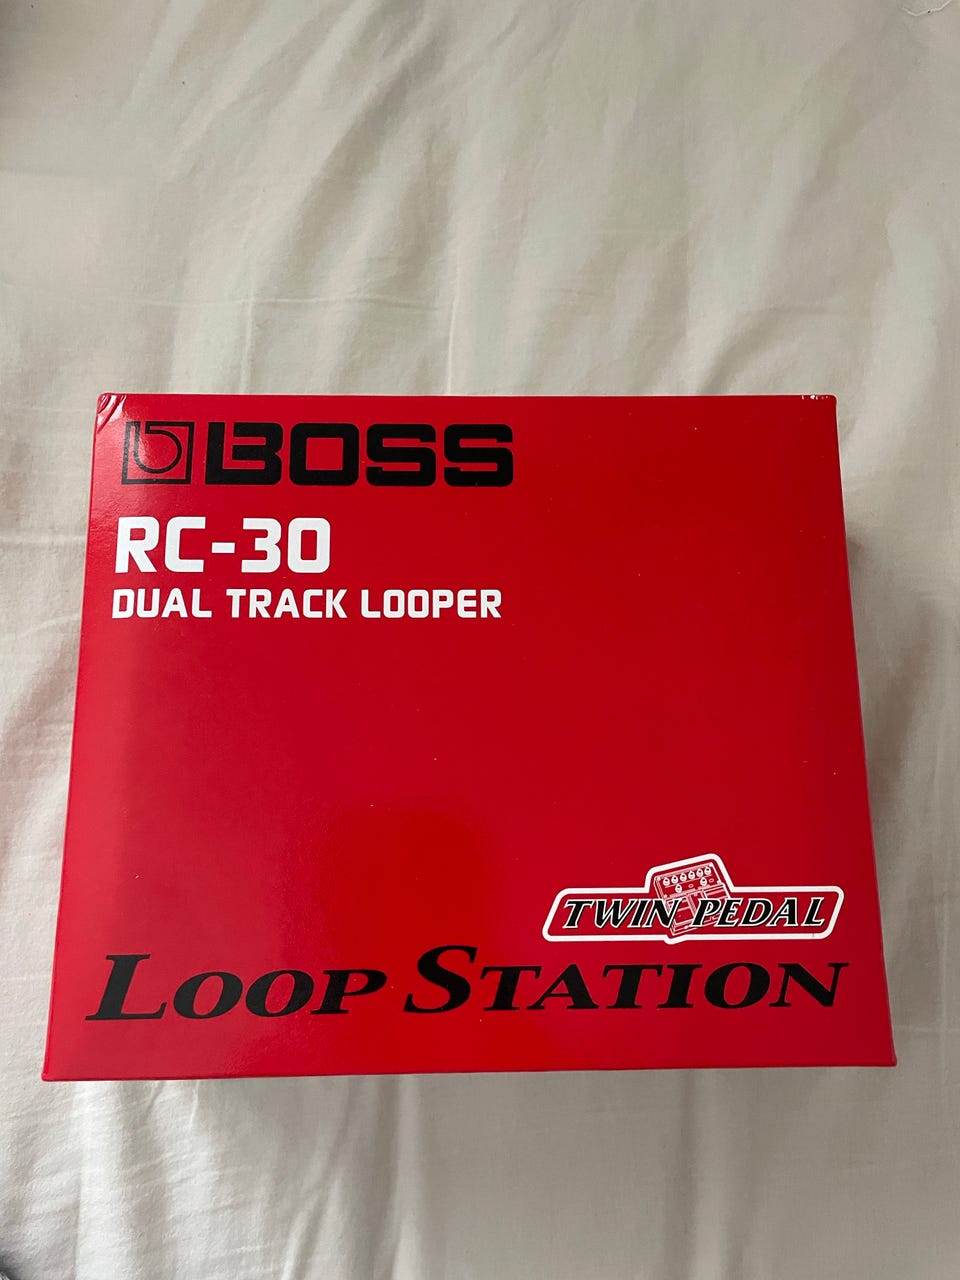 BOSS
RC-30
DUAL TRACK LOOPER
TWIN PEDAL
LOOP STATION